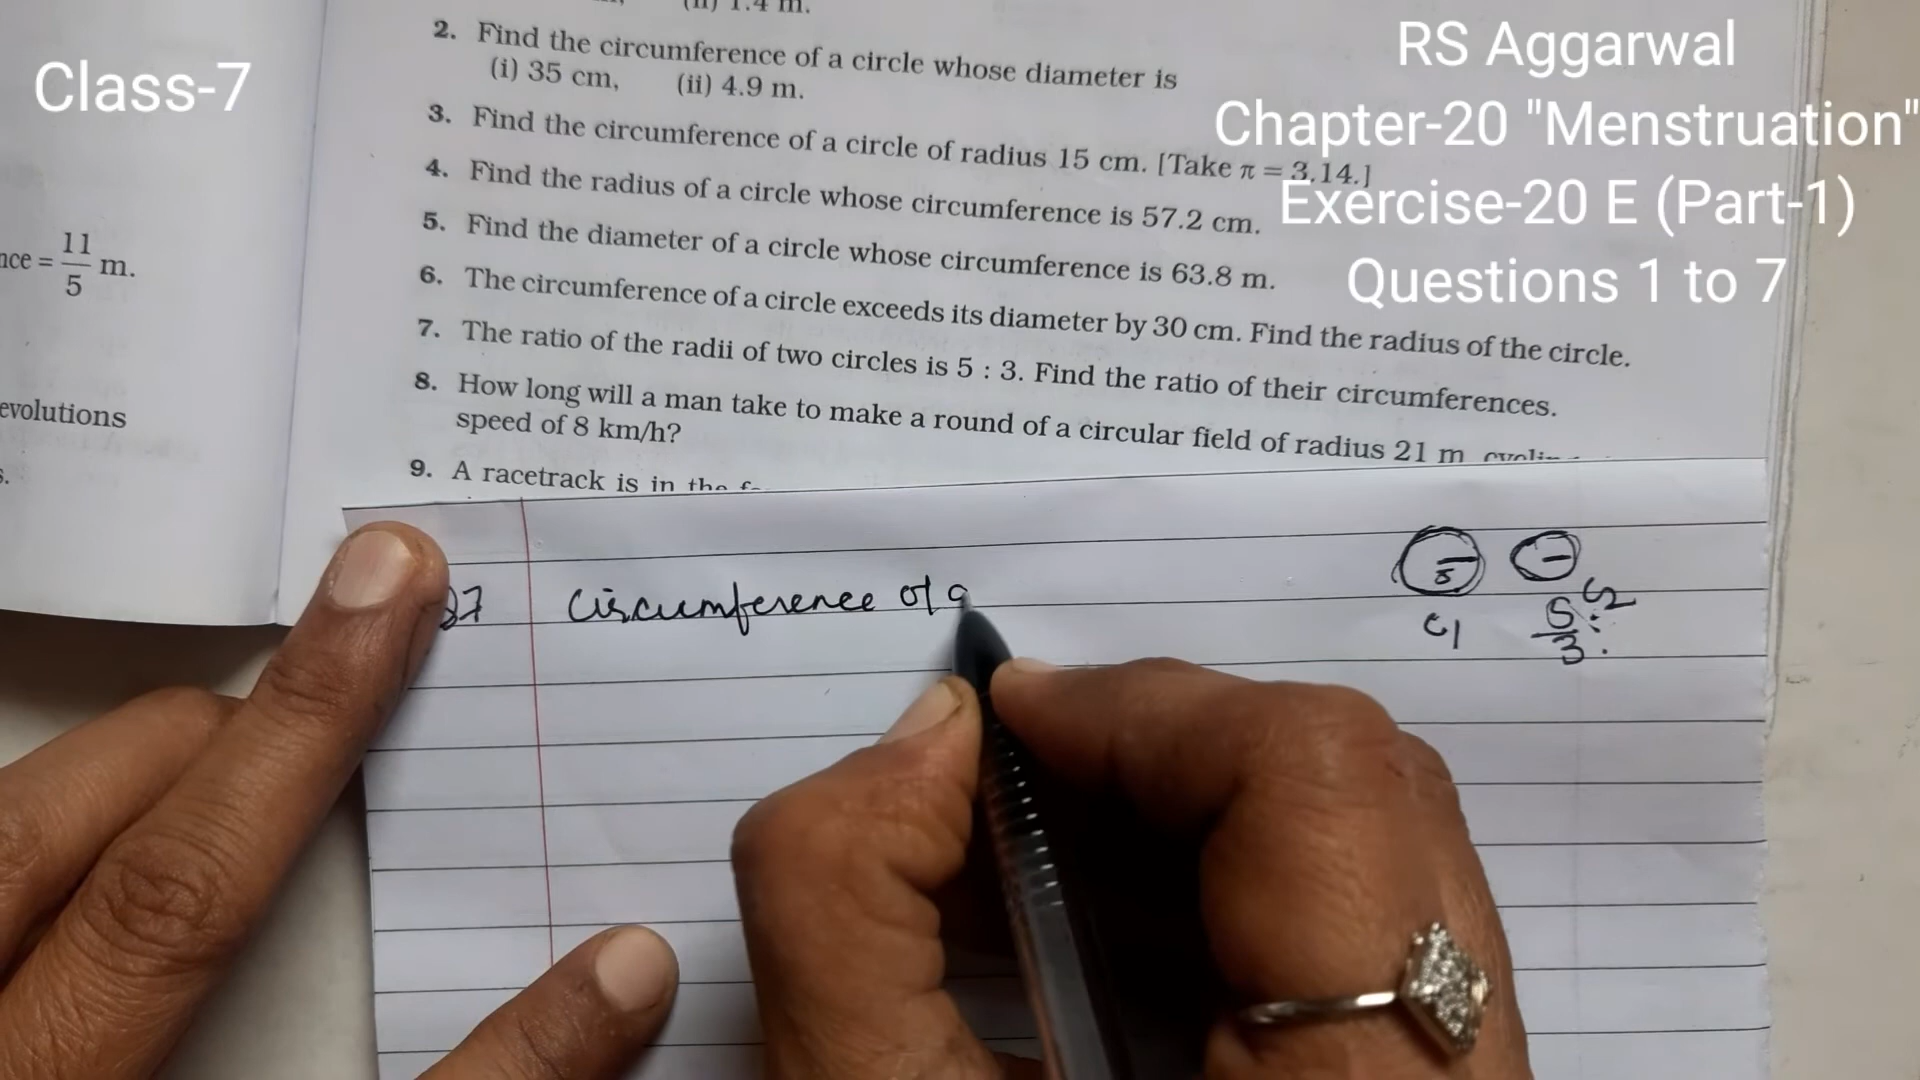 (ii) 1.4 m.
2. Find the circumference of a circle whose diameter is
(i) 35 cm, (ii) 4.9 m.
3. Find the circumference of a circle of radius 15 cm. [Take π = 3.14.]
4. Find the radius of a circle whose circumference is 57.2 cm.
5. Find the diameter of a circle whose circumference is 63.8 m.
6. The circumference of a circle exceeds its diameter by 30 cm. Find the radius of the circle.
7. The ratio of the radii of two circles is 5 : 3. Find the ratio of their circumferences.
8. How long will a man take to make a round of a circular field of radius 21 m
speed of 8 km/h?
9. A racetrack is in the
Class-7
RS Aggarwal
Chapter-20 "Menstruation"
Exercise-20 E (Part-1)
Questions 1 to 7
= 11/5 m.
evolutions
s.
Circumference of
5
C1
5 :
3